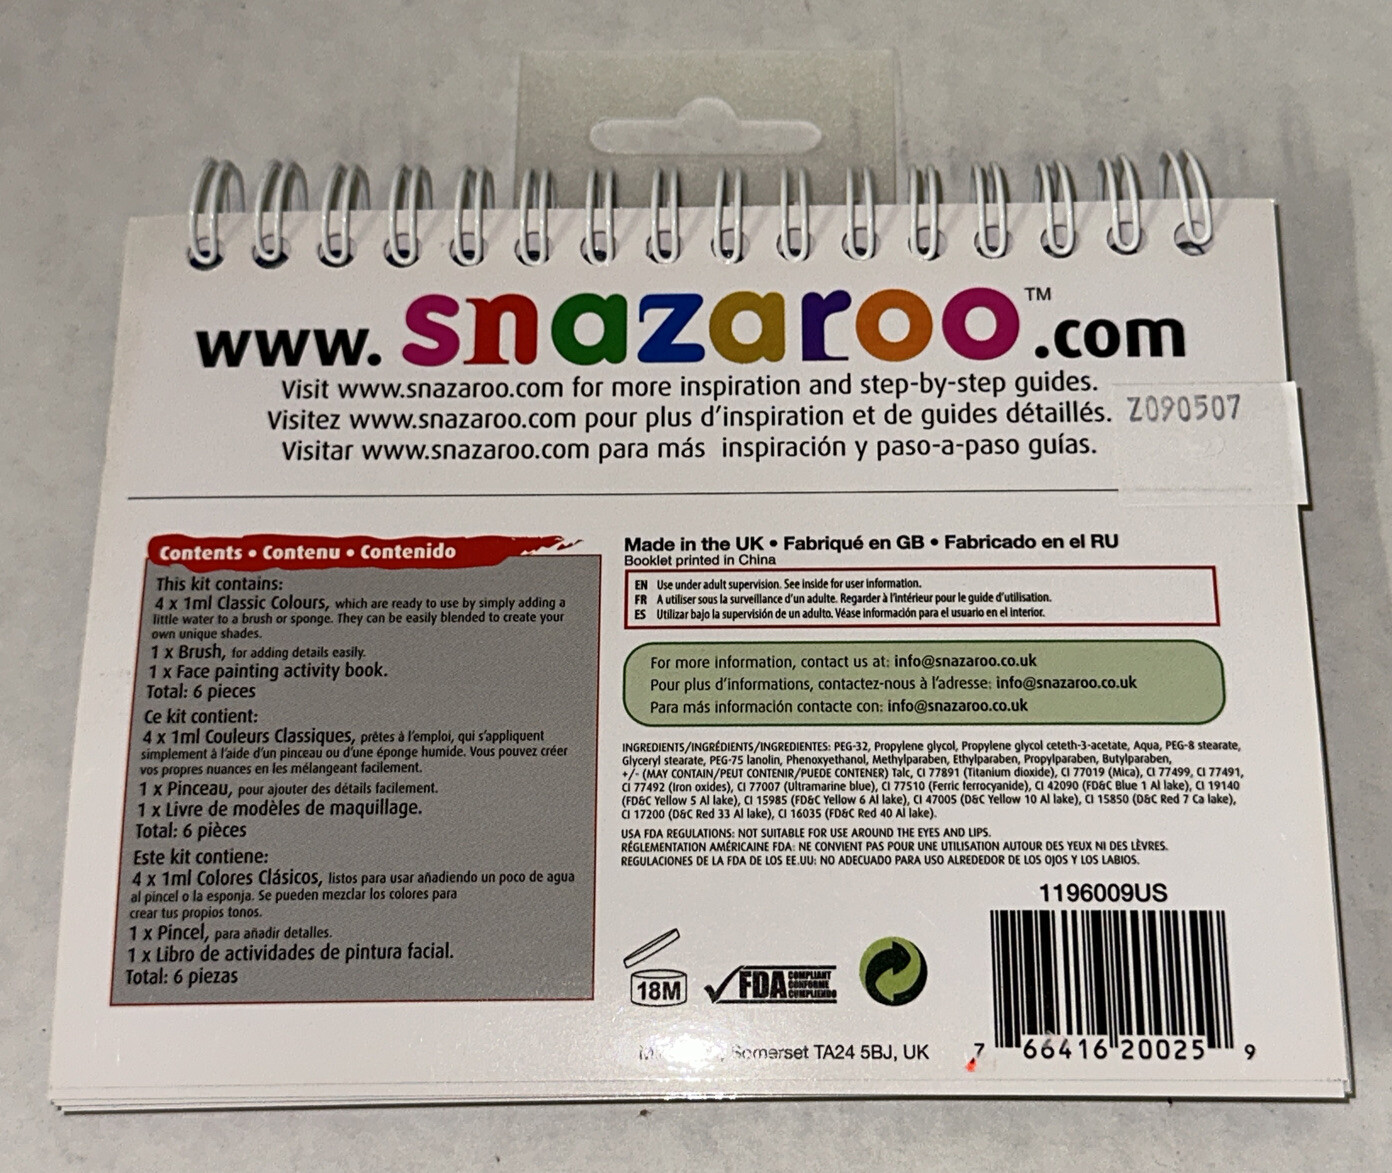 www.snazaroo™.com
Visit www.snazaroo.com for more inspiration and step-by-step guides.
Visitez www.snazaroo.com pour plus d'inspiration et de guides détaillés.
Z090507
Visitar www.snazaroo.com para más inspiración y paso-a-paso guías.
Contents • Contenu • Contenido
This kit contains:
4 x 1ml Classic Colours, which are ready to use by simply adding a
little water to a brush or sponge. They can be easily blended to create your
own unique shades.
1 x Brush, for adding details easily.
1 x Face painting activity book.
Total: 6 pieces
Ce kit contient:
4 x 1ml Couleurs Classiques, prêtes à l'emploi, qui s'appliquent
simplement à l'aide d'un pinceau ou d'une éponge humide. Vous pouvez créer
vos propres nuances en les mélangeant facilement.
1 x Pinceau, pour ajouter des détails facilement.
1 x Livre de modèles de maquillage.
Total: 6 pièces
Este kit contiene:
4 x 1ml Colores Clásicos, listos para usar añadiendo un poco de agua
al pincel o la esponja. Se pueden mezclar los colores para
crear tus propios tonos.
1 x Pincel, para añadir detalles.
1 x Libro de actividades de pintura facial.
Total: 6 piezas
Made in the UK • Fabriqué en GB • Fabricado en el RU
Booklet printed in China
EN Use under adult supervision. See inside for user information.
FR A utiliser sous la surveillance d'un adulte. Regarder à l'intérieur pour le guide d'utilisation.
ES Utilizar bajo la supervisión de un adulto. Véase información para el usuario en el interior.
For more information, contact us at: info@snazaroo.co.uk
Pour plus d'informations, contactez-nous à l'adresse: info@snazaroo.co.uk
Para más información contacte con: info@snazaroo.co.uk
INGREDIENTS/INGRÉDIENTS/INGREDIENTES: PEG-32, Propylene glycol, Propylene glycol ceteth-3-acetate, Aqua, PEG-8 stearate,
Glyceryl stearate, PEG-75 lanolin, Phenoxyethanol, Methylparaben, Ethylparaben, Propylparaben, Butylparaben,
+/- (MAY CONTAIN/PEUT CONTENIR/PUEDE CONTENER) Talc, CI 77891 (Titanium dioxide), CI 77019 (Mica), CI 77499, CI 77491,
CI 77492 (Iron oxides), CI 77007 (Ultramarine blue), CI 77510 (Ferric ferrocyanide), CI 42090 (FD&C Blue 1 Al lake), CI 19140
(FD&C Yellow 5 Al lake), CI 15985 (FD&C Yellow 6 Al lake), CI 47005 (D&C Yellow 10 Al lake), CI 15850 (D&C Red 7 Ca lake),
CI 17200 (D&C Red 33 Al lake), CI 16035 (FD&C Red 40 Al lake).
USA FDA REGULATIONS: NOT SUITABLE FOR USE AROUND THE EYES AND LIPS.
RÉGLEMENTATION AMÉRICAINE FDA: NE CONVIENT PAS POUR UNE UTILISATION AUTOUR DES YEUX NI DES LÈVRES.
REGULACIONES DE LA FDA DE LOS EE.UU: NO ADECUADO PARA USO ALREDEDOR DE LOS OJOS Y LOS LABIOS.
1196009US
18M
FDA COMPLIANT
CONFORME
CUMPLIENDO
Somerset TA24 5BJ, UK
7 66416 20025 9